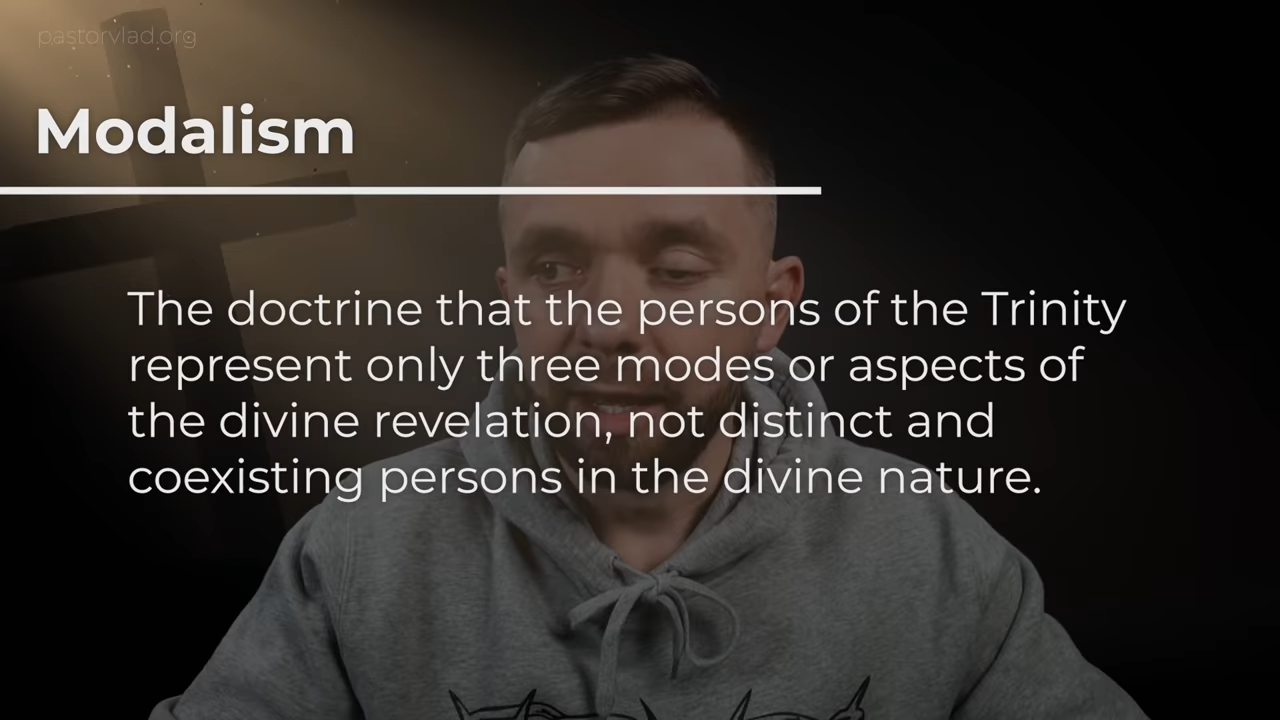 pastorvlad.org
Modalism
The doctrine that the persons of the Trinity
represent only three modes or aspects of
the divine revelation, not distinct and
coexisting persons in the divine nature.